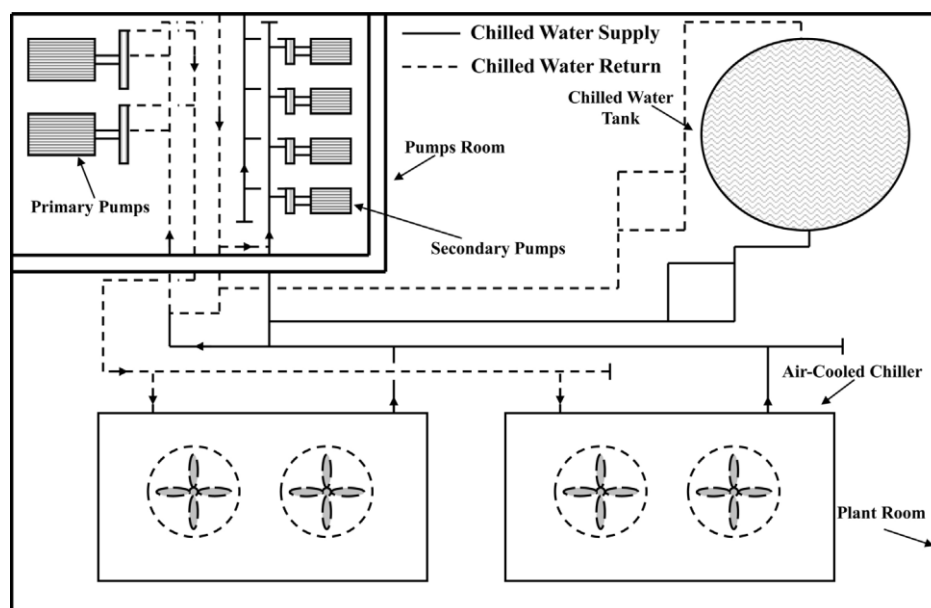 Chilled Water Supply
Chilled Water Return
Chilled Water
Tank
Pumps Room
Primary Pumps
Secondary Pumps
Air-Cooled Chiller
Plant Room